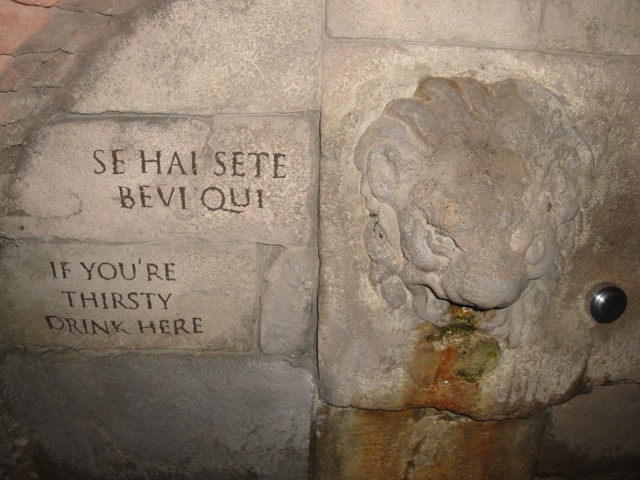 SE HAI SETE
BEVI QUI
IF YOU'RE
THIRSTY
DRINK HERE